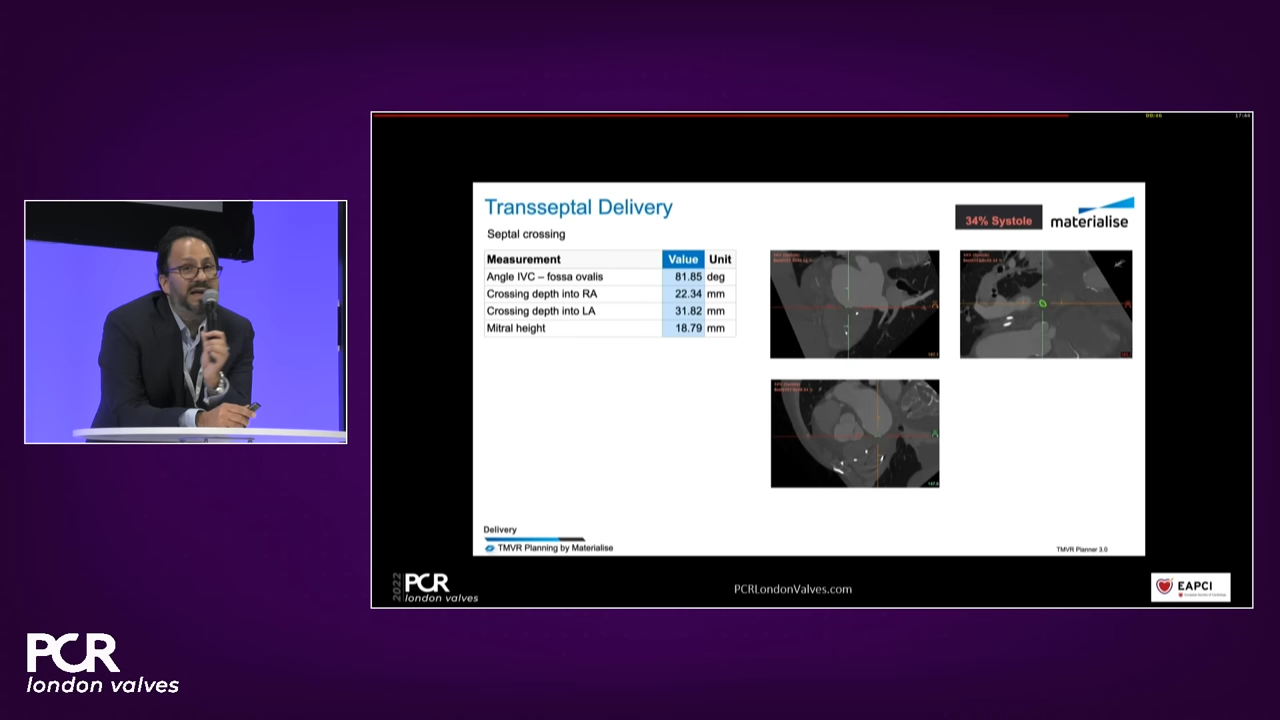 Transseptal Delivery
34% Systole
materialise
Septal crossing
Measurement Value Unit
Angle IVC – fossa ovalis 81.85 deg
Crossing depth into RA 22.34 mm
Crossing depth into LA 31.82 mm
Mitral height 18.79 mm
Delivery
TMVR Planning by Materialise
TMVR Planner 3.0
2022
PCR
london valves
PCRLondonValves.com
EAPCI
PCR
london valves